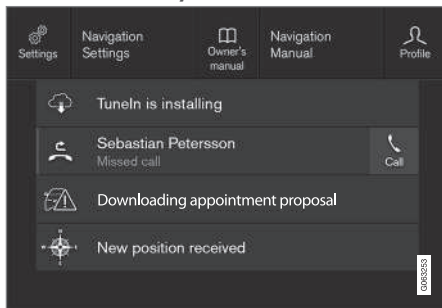 Settings
Navigation
Settings
Owner's
manual
Navigation
Manual
Profile
TuneIn is installing
Sebastian Petersson
Missed call
Call
Downloading appointment proposal
New position received
G063253